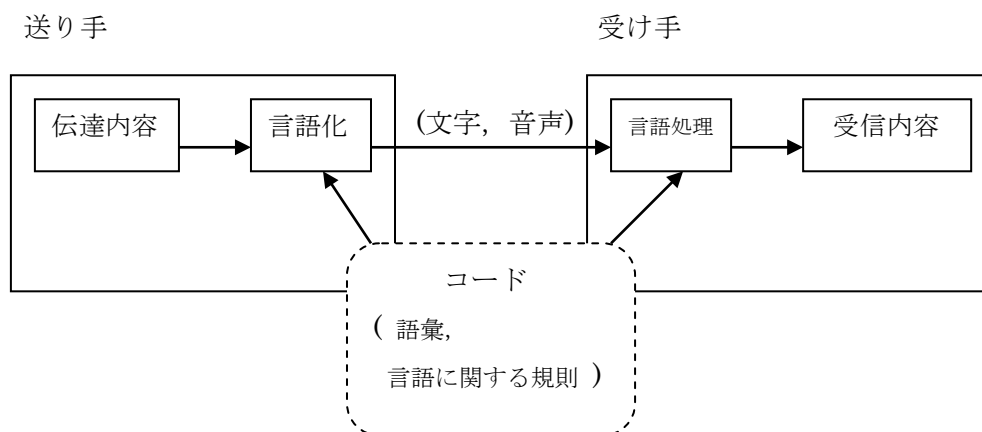 送り手
受け手
伝達内容
言語化
(文字，音声)
言語処理
受信内容
コード
( 語彙,
言語に関する規則 )